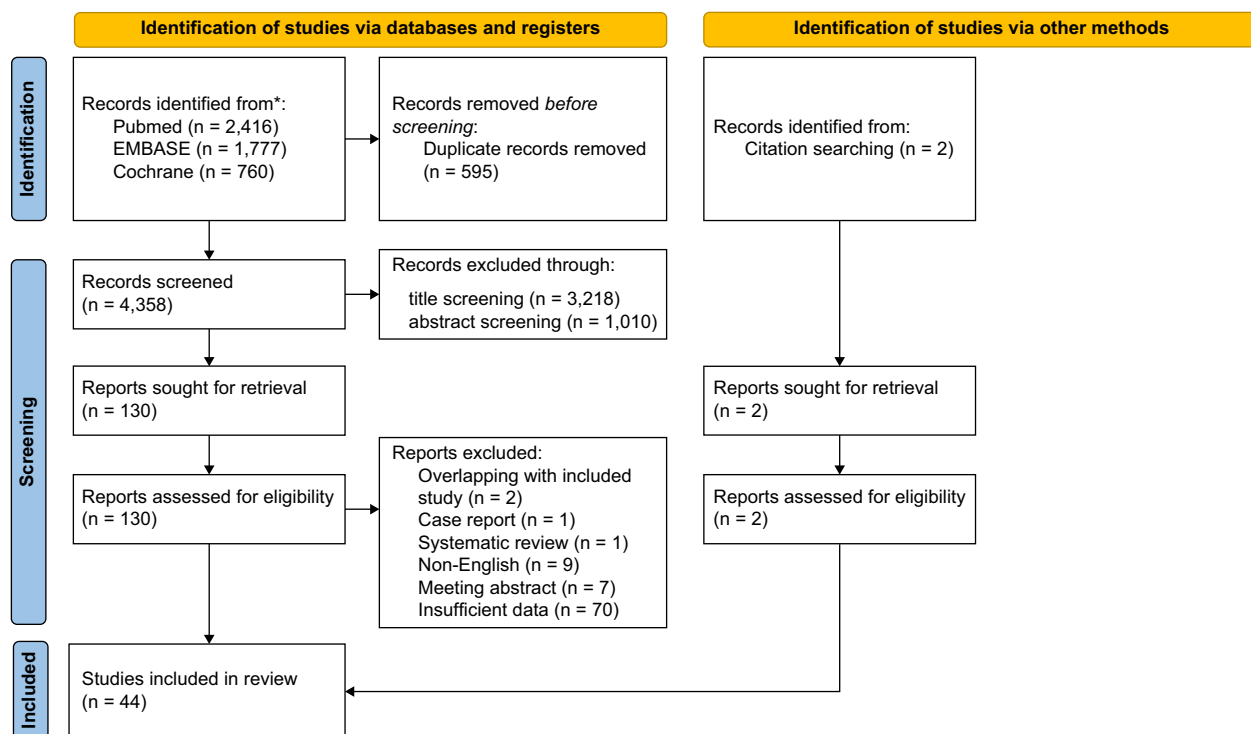 Identification of studies via databases and registers
Identification of studies via other methods
Identification
Records identified from*:
Pubmed (n = 2,416)
EMBASE (n = 1,777)
Cochrane (n = 760)
Records removed before
screening:
Duplicate records removed
(n = 595)
Records identified from:
Citation searching (n = 2)
Screening
Records screened
(n = 4,358)
Records excluded through:
title screening (n = 3,218)
abstract screening (n = 1,010)
Reports sought for retrieval
(n = 130)
Reports sought for retrieval
(n = 2)
Reports assessed for eligibility
(n = 130)
Reports excluded:
Overlapping with included
study (n = 2)
Case report (n = 1)
Systematic review (n = 1)
Non-English (n = 9)
Meeting abstract (n = 7)
Insufficient data (n = 70)
Reports assessed for eligibility
(n = 2)
Included
Studies included in review
(n = 44)